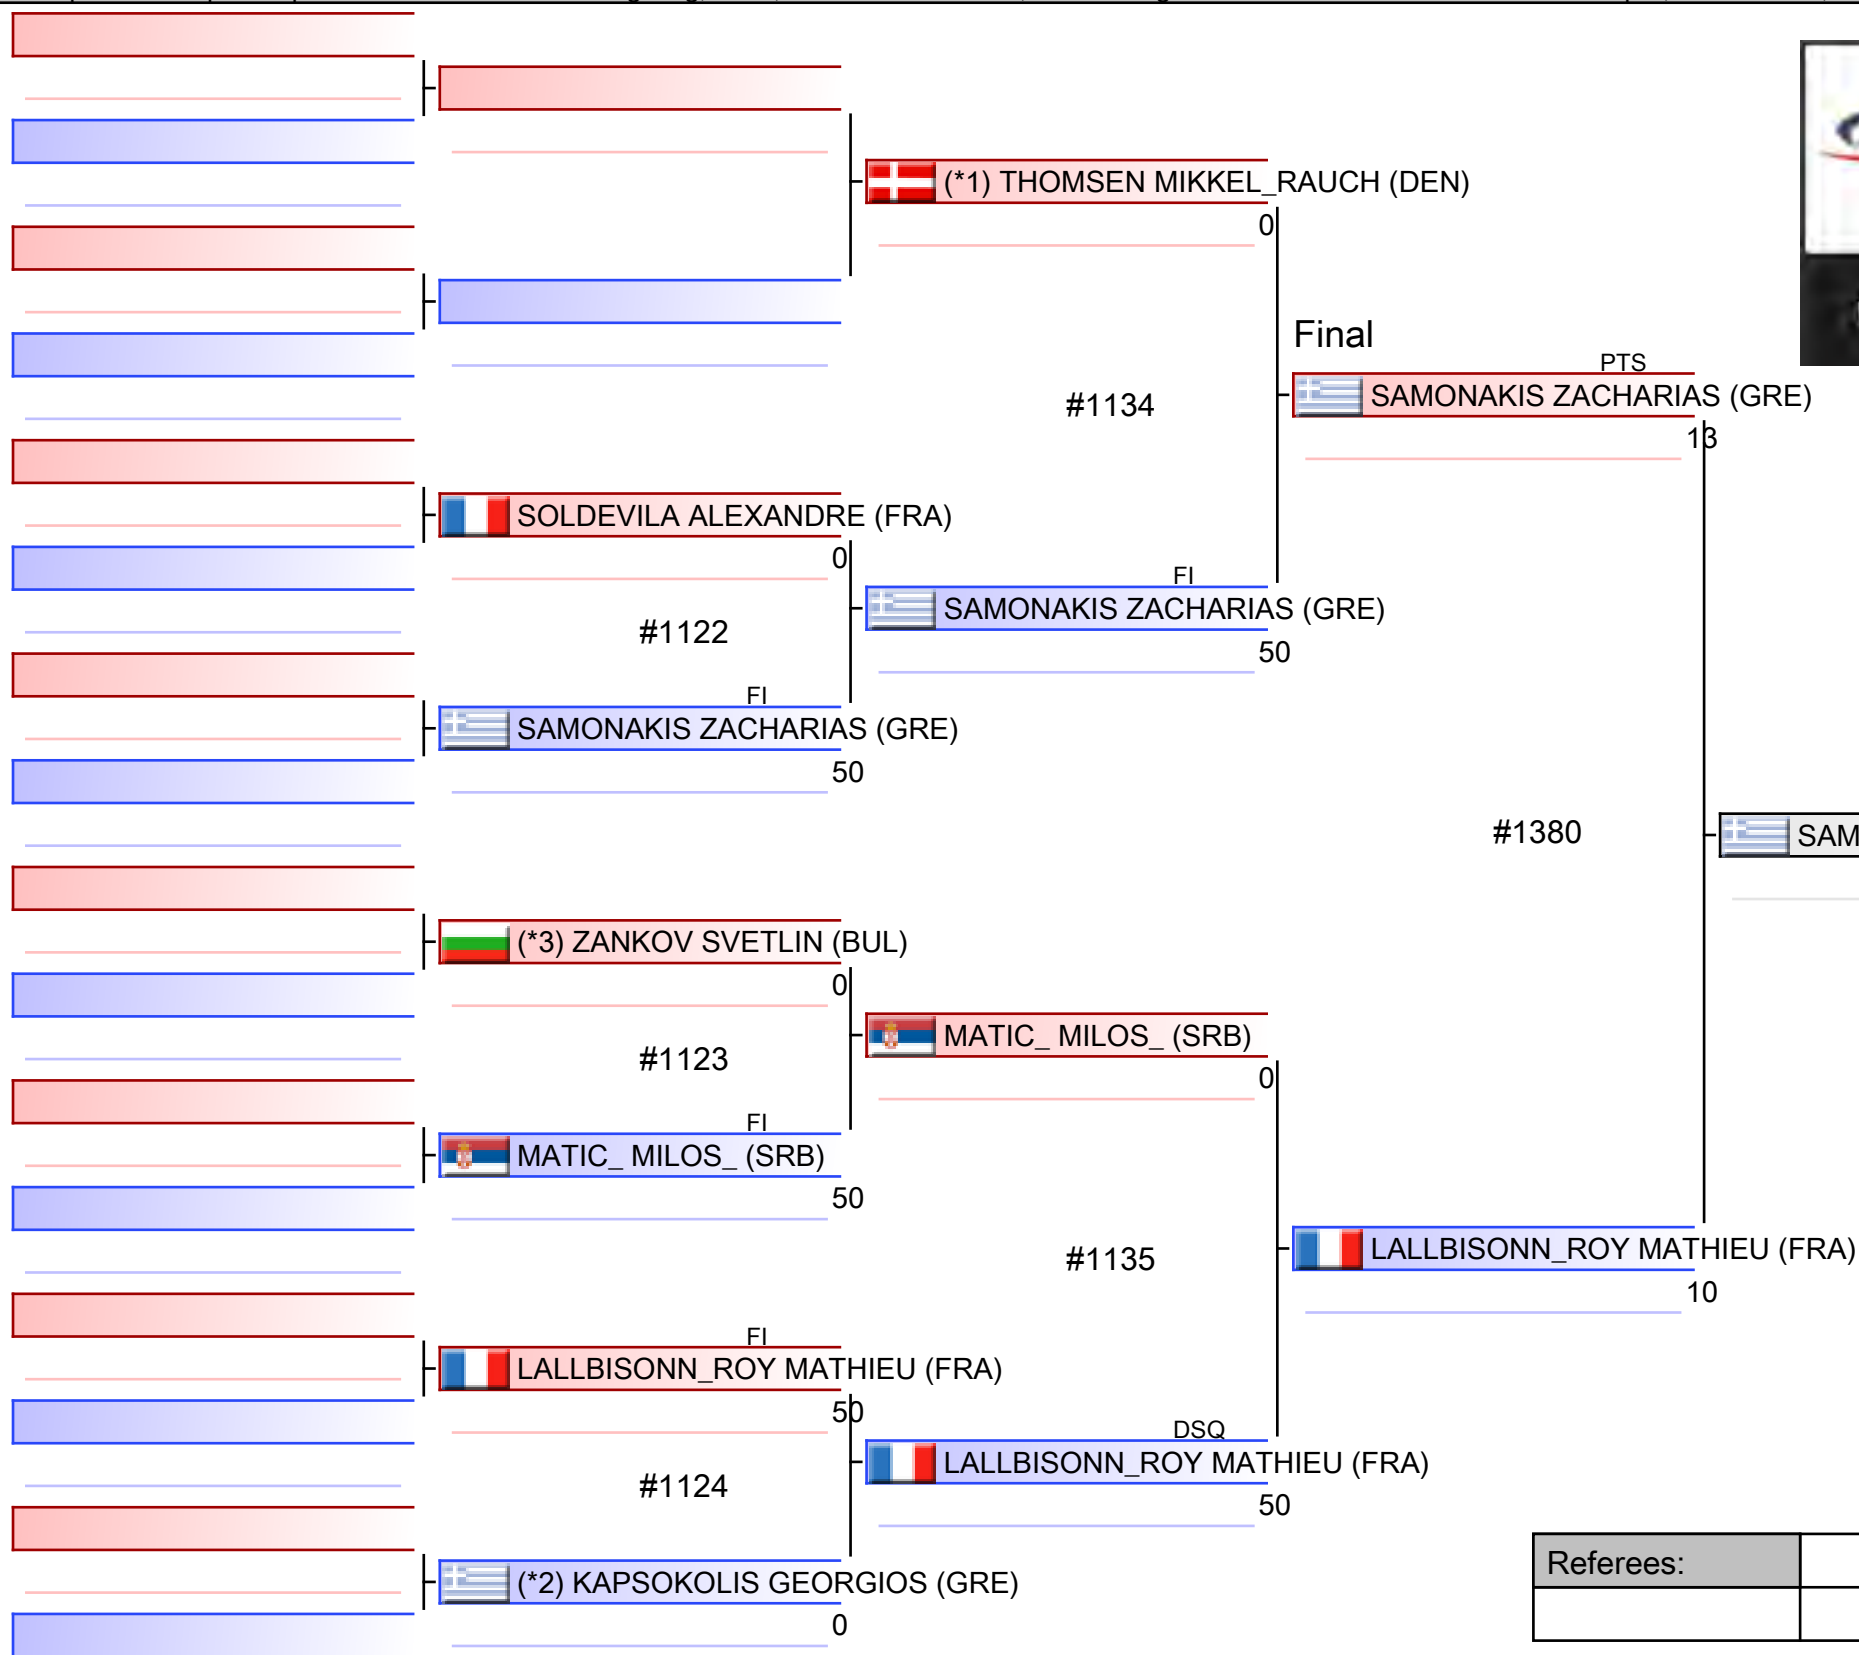 (*1) THOMSEN MIKKEL_RAUCH (DEN)
0
Final
PTS
SAMONAKIS ZACHARIAS (GRE)
13
#1134
SOLDEVILA ALEXANDRE (FRA)
0
FI
SAMONAKIS ZACHARIAS (GRE)
50
#1122
FI
SAMONAKIS ZACHARIAS (GRE)
50
#1380
SAM
(*3) ZANKOV SVETLIN (BUL)
0
MATIC_ MILOS_ (SRB)
0
#1123
FI
MATIC_ MILOS_ (SRB)
50
#1135
LALLBISONN_ROY MATHIEU (FRA)
10
FI
LALLBISONN_ROY MATHIEU (FRA)
50
DSQ
LALLBISONN_ROY MATHIEU (FRA)
50
#1124
(*2) KAPSOKOLIS GEORGIOS (GRE)
0
Referees: